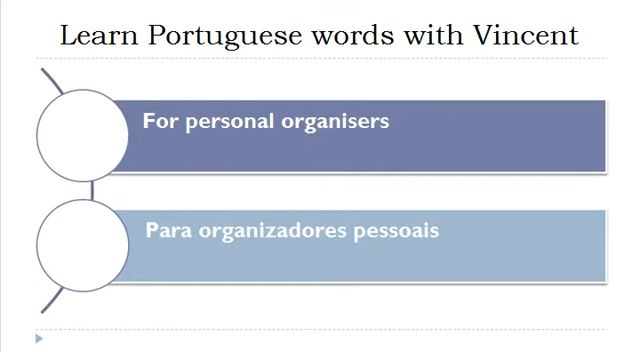 Learn Portuguese words with Vincent
For personal organisers
Para organizadores pessoais